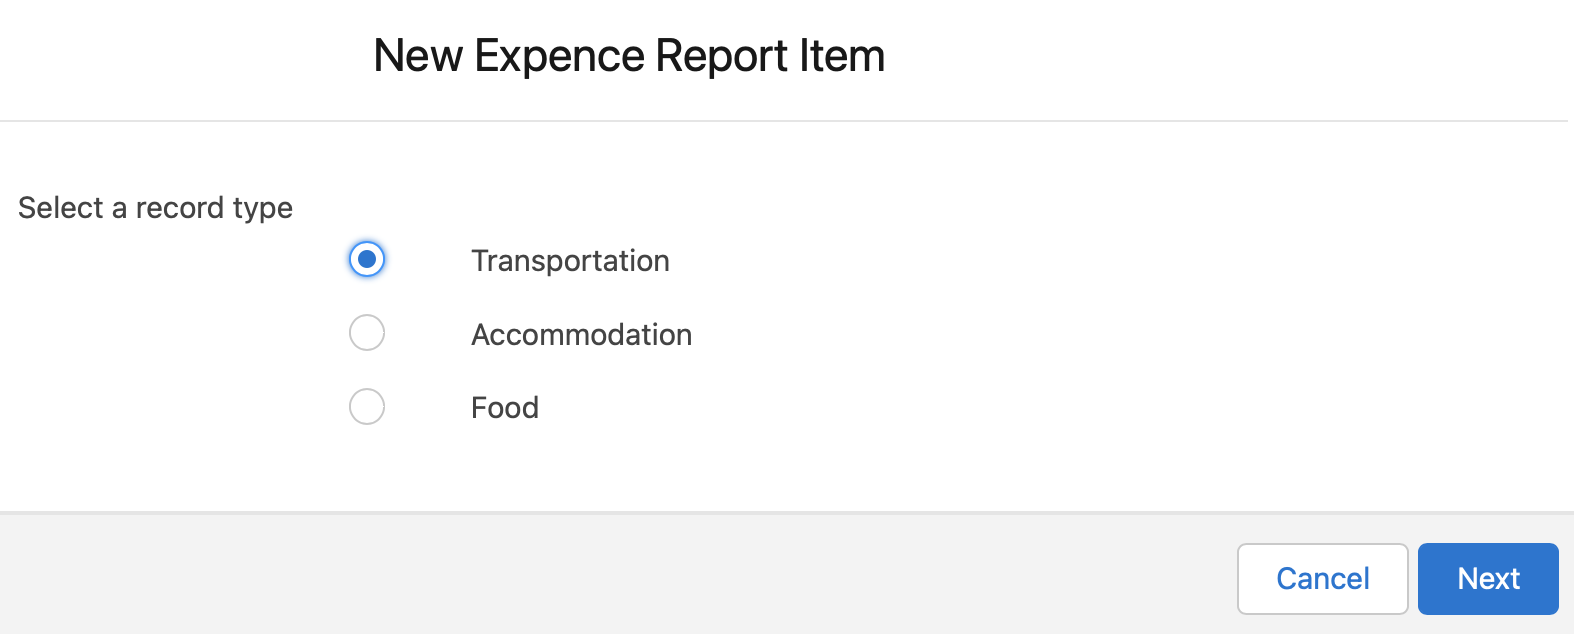 New Expence Report Item
Select a record type
Transportation
Accommodation
Food
Cancel
Next